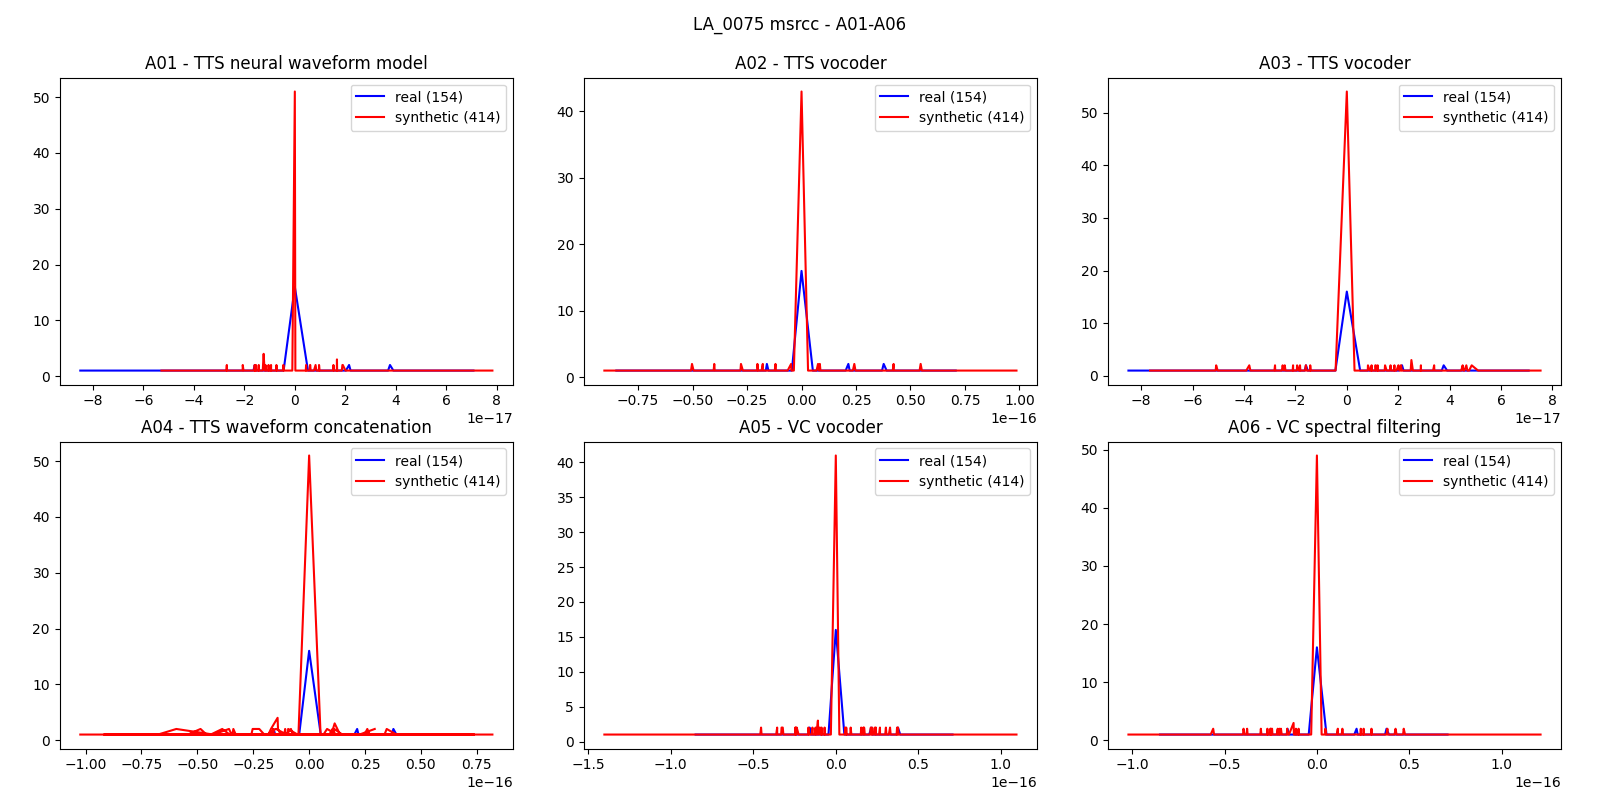 LA_0075 msrcc - A01-A06
A01 - TTS neural waveform model
real (154)
synthetic (414)
50
40
30
20
10
0
−8 −6 −4 −2 0 2 4 6 8
1e−17
A02 - TTS vocoder
real (154)
synthetic (414)
40
30
20
10
0
−0.75 −0.50 −0.25 0.00 0.25 0.50 0.75 1.00
1e−16
A03 - TTS vocoder
real (154)
synthetic (414)
50
40
30
20
10
0
−8 −6 −4 −2 0 2 4 6 8
1e−17
A04 - TTS waveform concatenation
real (154)
synthetic (414)
50
40
30
20
10
0
−1.00 −0.75 −0.50 −0.25 0.00 0.25 0.50 0.75
1e−16
A05 - VC vocoder
real (154)
synthetic (414)
40
35
30
25
20
15
10
5
0
−1.5 −1.0 −0.5 0.0 0.5 1.0
1e−16
A06 - VC spectral filtering
real (154)
synthetic (414)
50
40
30
20
10
0
−1.0 −0.5 0.0 0.5 1.0
1e−16